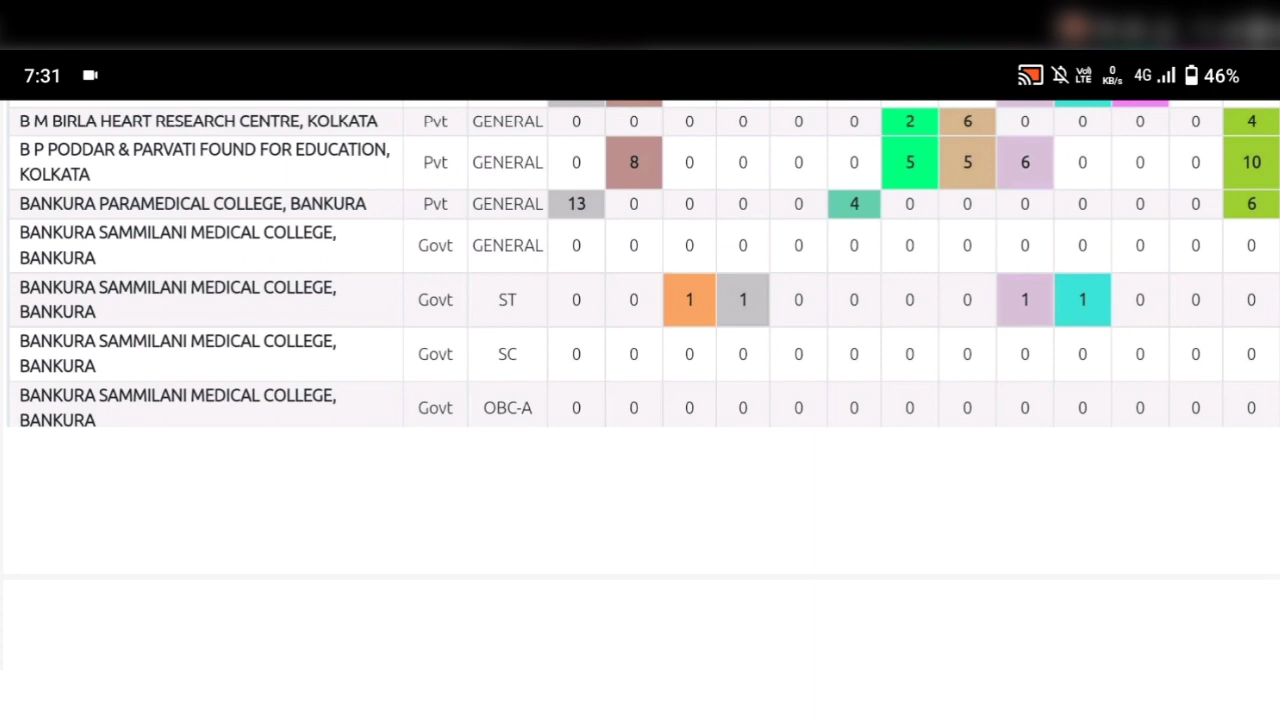 7:31 Vo) LTE 0 KB/s 4G 46%
B M BIRLA HEART RESEARCH CENTRE, KOLKATA Pvt GENERAL 0 0 0 0 0 0 2 6 0 0 0 0 4
B P PODDAR & PARVATI FOUND FOR EDUCATION,
KOLKATA Pvt GENERAL 0 8 0 0 0 0 5 5 6 0 0 0 10
BANKURA PARAMEDICAL COLLEGE, BANKURA Pvt GENERAL 13 0 0 0 0 4 0 0 0 0 0 0 6
BANKURA SAMMILANI MEDICAL COLLEGE,
BANKURA Govt GENERAL 0 0 0 0 0 0 0 0 0 0 0 0 0
BANKURA SAMMILANI MEDICAL COLLEGE,
BANKURA Govt ST 0 0 1 1 0 0 0 0 1 1 0 0 0
BANKURA SAMMILANI MEDICAL COLLEGE,
BANKURA Govt SC 0 0 0 0 0 0 0 0 0 0 0 0 0
BANKURA SAMMILANI MEDICAL COLLEGE,
BANKURA Govt OBC-A 0 0 0 0 0 0 0 0 0 0 0 0 0